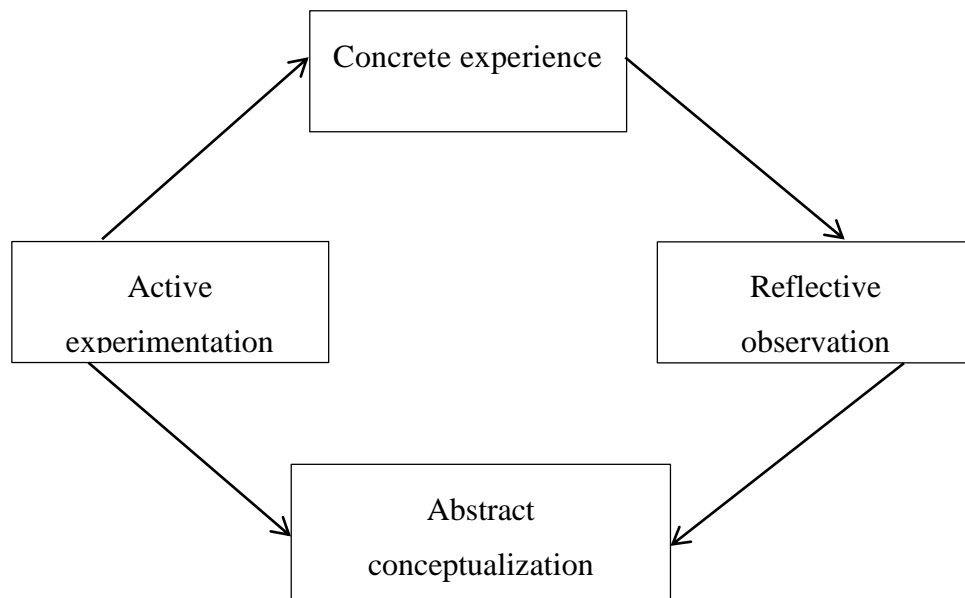 Concrete experience
Active
experimentation
Reflective
observation
Abstract
conceptualization